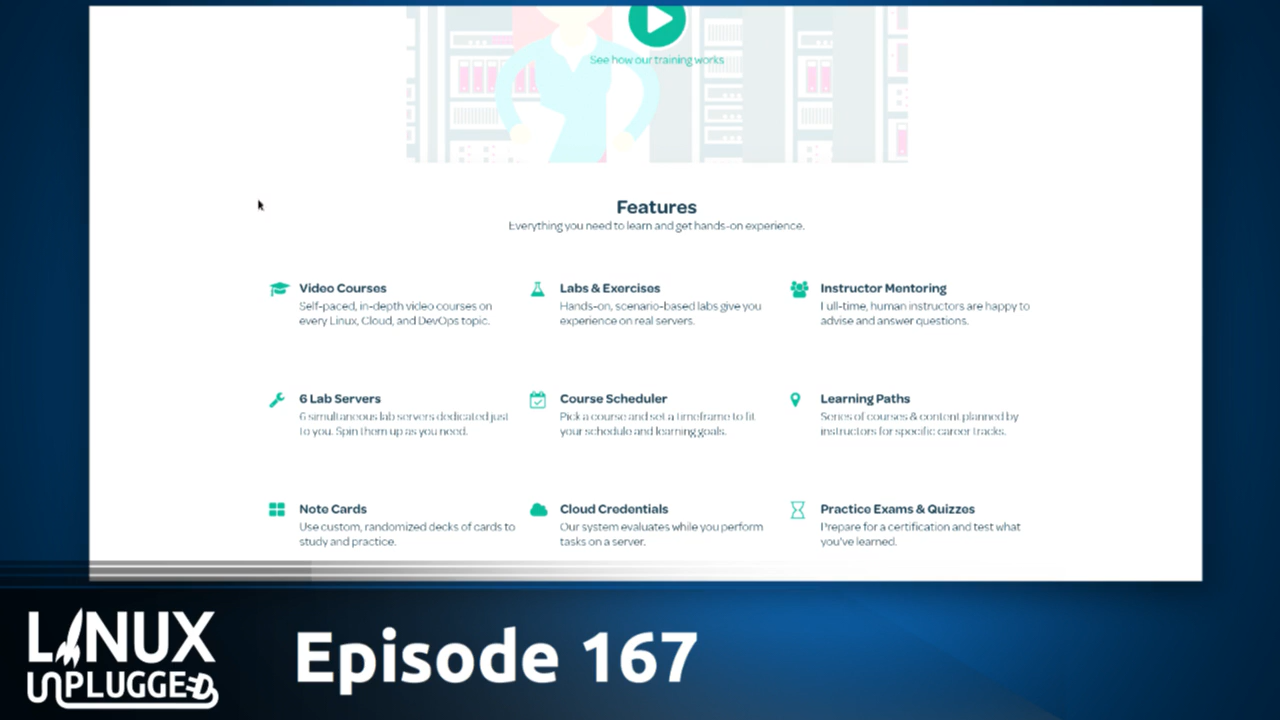 See how our training works
Features
Everything you need to learn and get hands-on experience.
Video Courses
Self-paced, in-depth video courses on
every Linux, Cloud, and DevOps topic.
Labs & Exercises
Hands-on, scenario-based labs give you
experience on real servers.
Instructor Mentoring
Full-time, human instructors are happy to
advise and answer questions.
6 Lab Servers
6 simultaneous lab servers dedicated just
to you. Spin them up as you need.
Course Scheduler
Pick a course and set a timeframe to fit
your schedule and learning goals.
Learning Paths
Series of courses & content planned by
instructors for specific career tracks.
Note Cards
Use custom, randomized decks of cards to
study and practice.
Cloud Credentials
Our system evaluates while you perform
tasks on a server.
Practice Exams & Quizzes
Prepare for a certification and test what
you've learned.
LINUX
UNPLUGGED
Episode 167